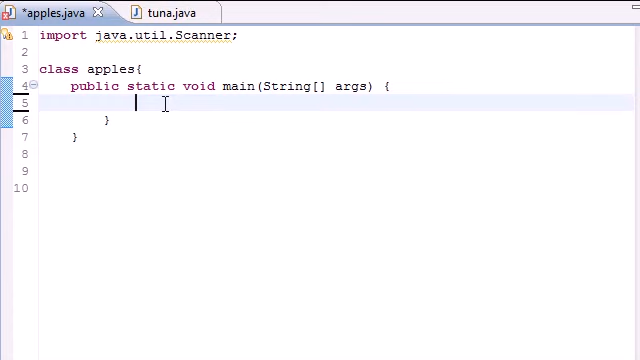 *apples.java tuna.java
1 import java.util.Scanner;
2
3 class apples{
4 public static void main(String[] args) {
5
6 }
7 }
8
9
10